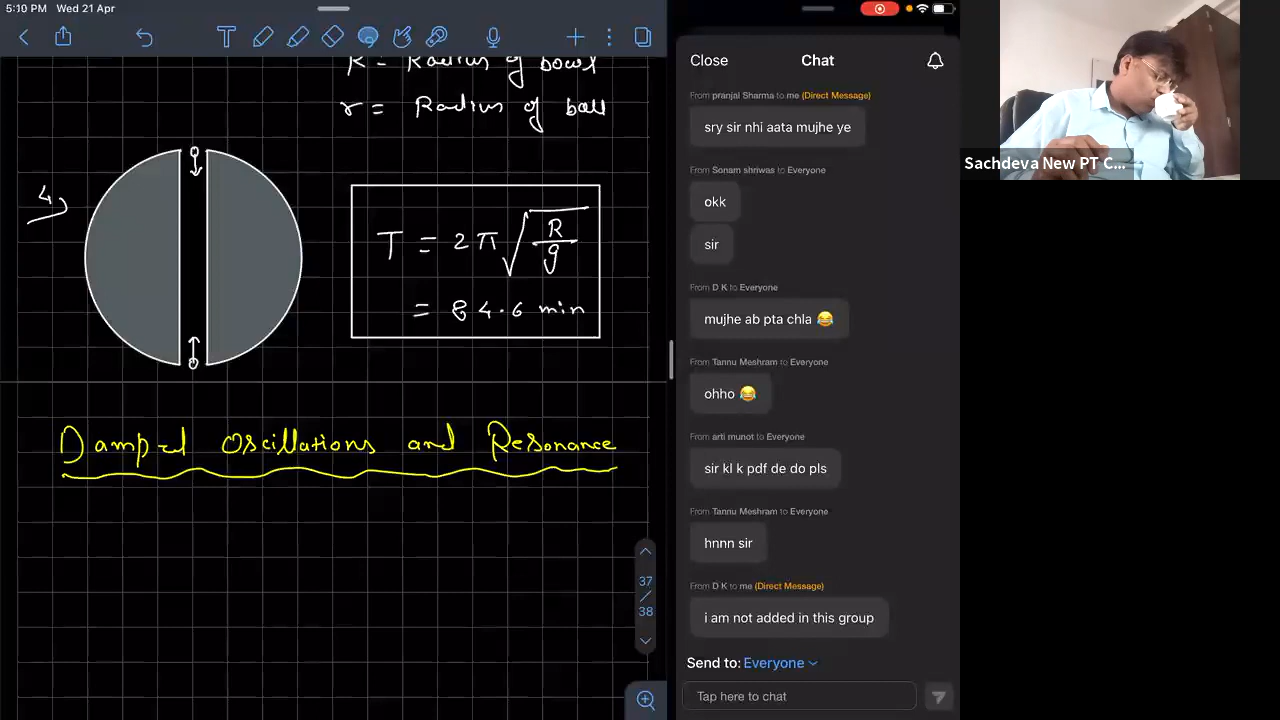 5:10 PM Wed 21 Apr
R = Radius of bowl
r = Radius of ball
4)
T = 2π√(R/g)
= 84.6 min
Damped Oscillations and Resonance
37
/
38
Close
Chat
From pranjal Sharma to me (Direct Message)
sry sir nhi aata mujhe ye
From Sonam shriwas to Everyone
okk
sir
From D K to Everyone
mujhe ab pta chla 😂
From Tannu Meshram to Everyone
ohho 😂
From arti munot to Everyone
sir kl k pdf de do pls
From Tannu Meshram to Everyone
hnnn sir
From D K to me (Direct Message)
i am not added in this group
Send to: Everyone
Tap here to chat
Sachdeva New PT C...